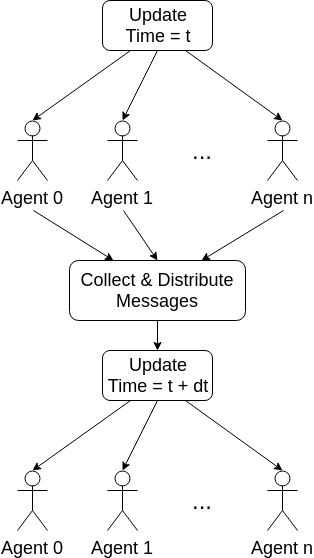 Update
Time = t
...
Agent 0 Agent 1 Agent n
Collect & Distribute
Messages
Update
Time = t + dt
...
Agent 0 Agent 1 Agent n